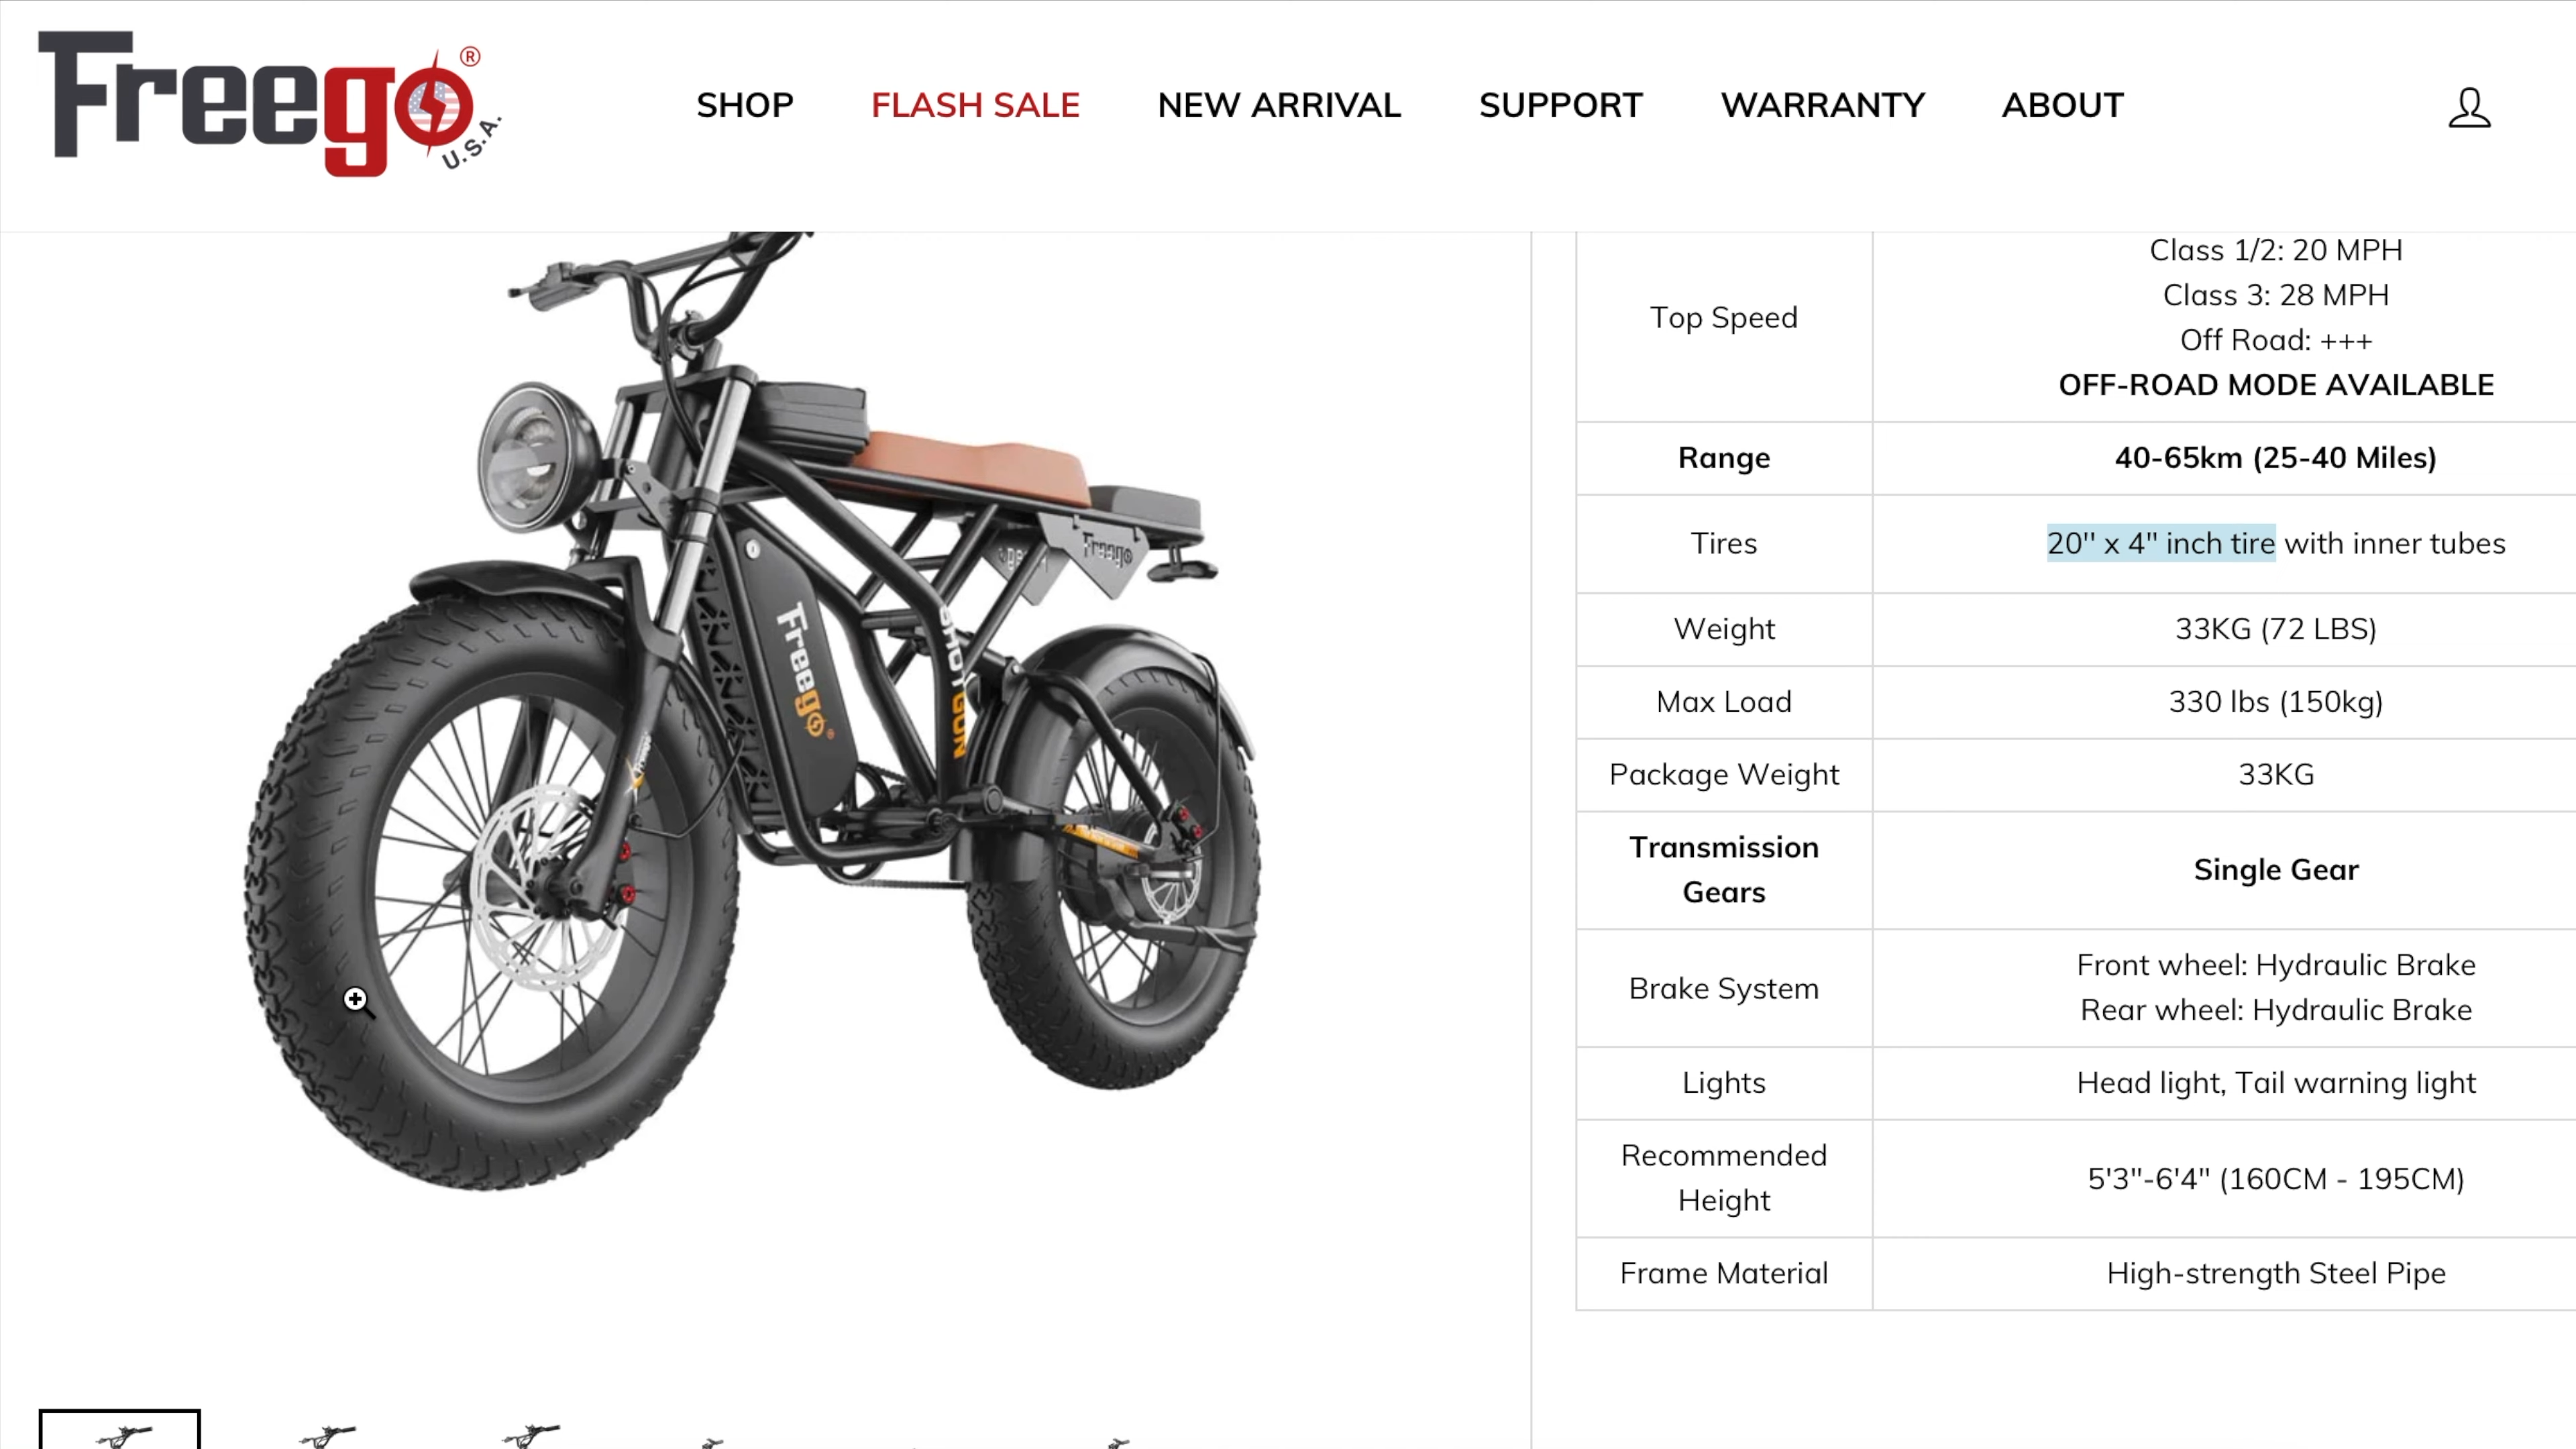 Freego®
U.S.A.
SHOP FLASH SALE NEW ARRIVAL SUPPORT WARRANTY ABOUT
Freego
Freego
SHOTGUN
Freego
Top Speed
Class 1/2: 20 MPH
Class 3: 28 MPH
Off Road: +++
OFF-ROAD MODE AVAILABLE
Range
40-65km (25-40 Miles)
Tires
20" x 4" inch tire with inner tubes
Weight
33KG (72 LBS)
Max Load
330 lbs (150kg)
Package Weight
33KG
Transmission
Gears
Single Gear
Brake System
Front wheel: Hydraulic Brake
Rear wheel: Hydraulic Brake
Lights
Head light, Tail warning light
Recommended
Height
5'3"-6'4" (160CM - 195CM)
Frame Material
High-strength Steel Pipe